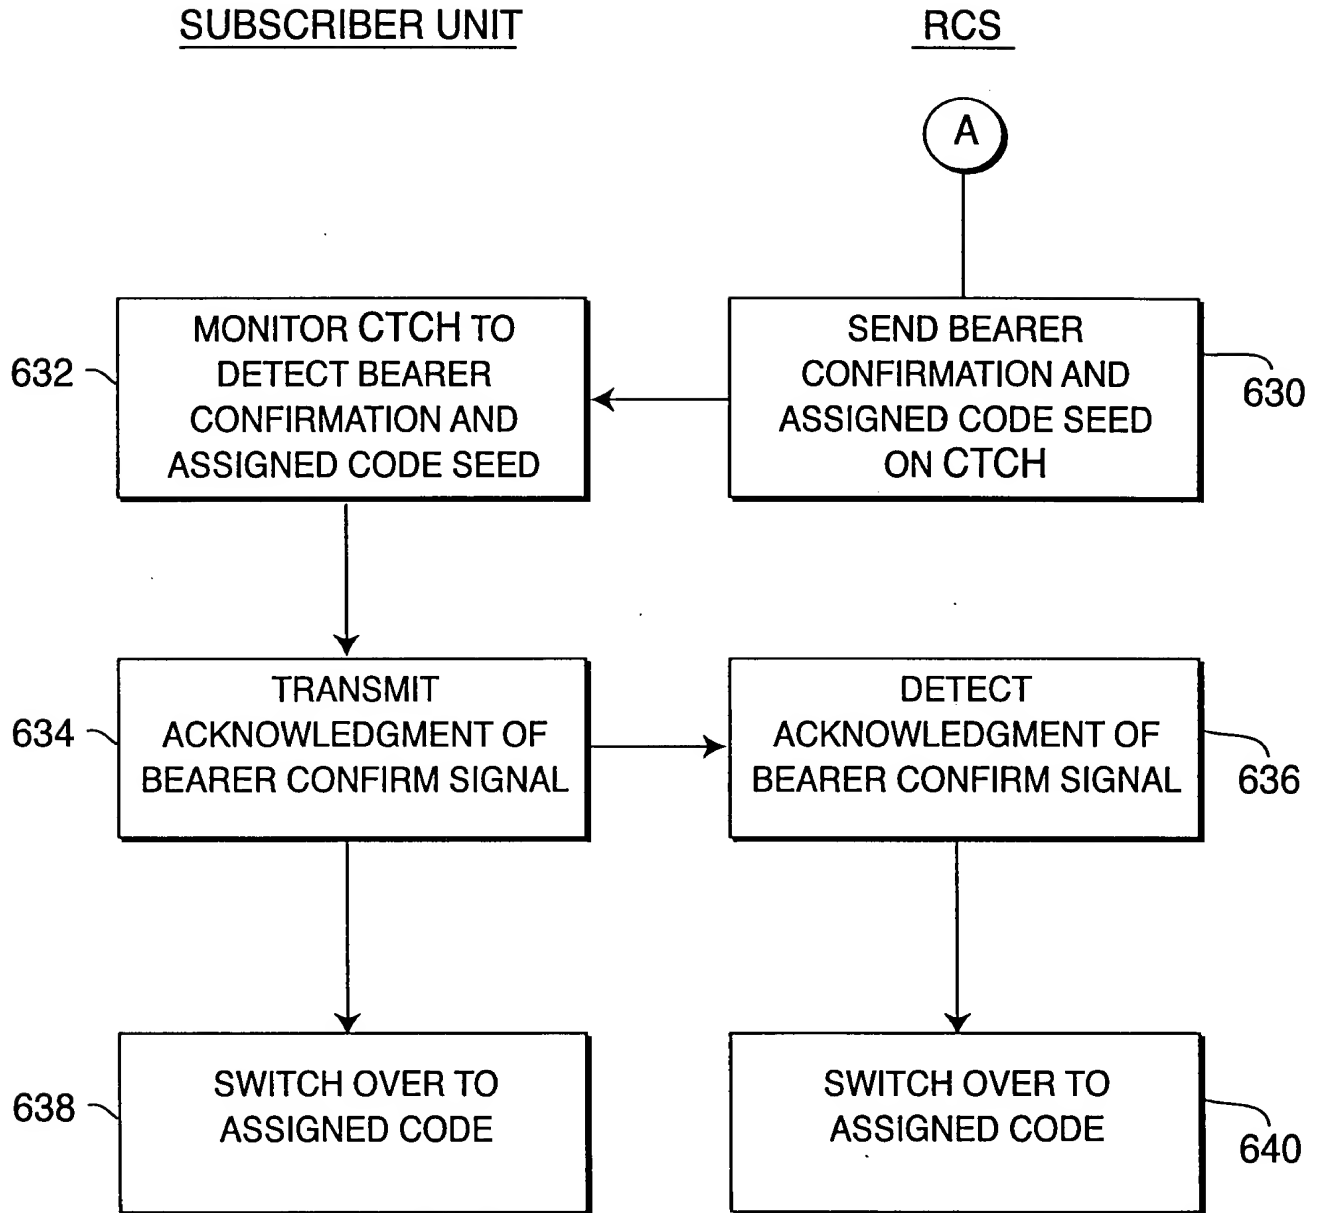 SUBSCRIBER UNIT
RCS
A
632
MONITOR CTCH TO
DETECT BEARER
CONFIRMATION AND
ASSIGNED CODE SEED
SEND BEARER
CONFIRMATION AND
ASSIGNED CODE SEED
ON CTCH
630
634
TRANSMIT
ACKNOWLEDGMENT OF
BEARER CONFIRM SIGNAL
DETECT
ACKNOWLEDGMENT OF
BEARER CONFIRM SIGNAL
636
638
SWITCH OVER TO
ASSIGNED CODE
SWITCH OVER TO
ASSIGNED CODE
640